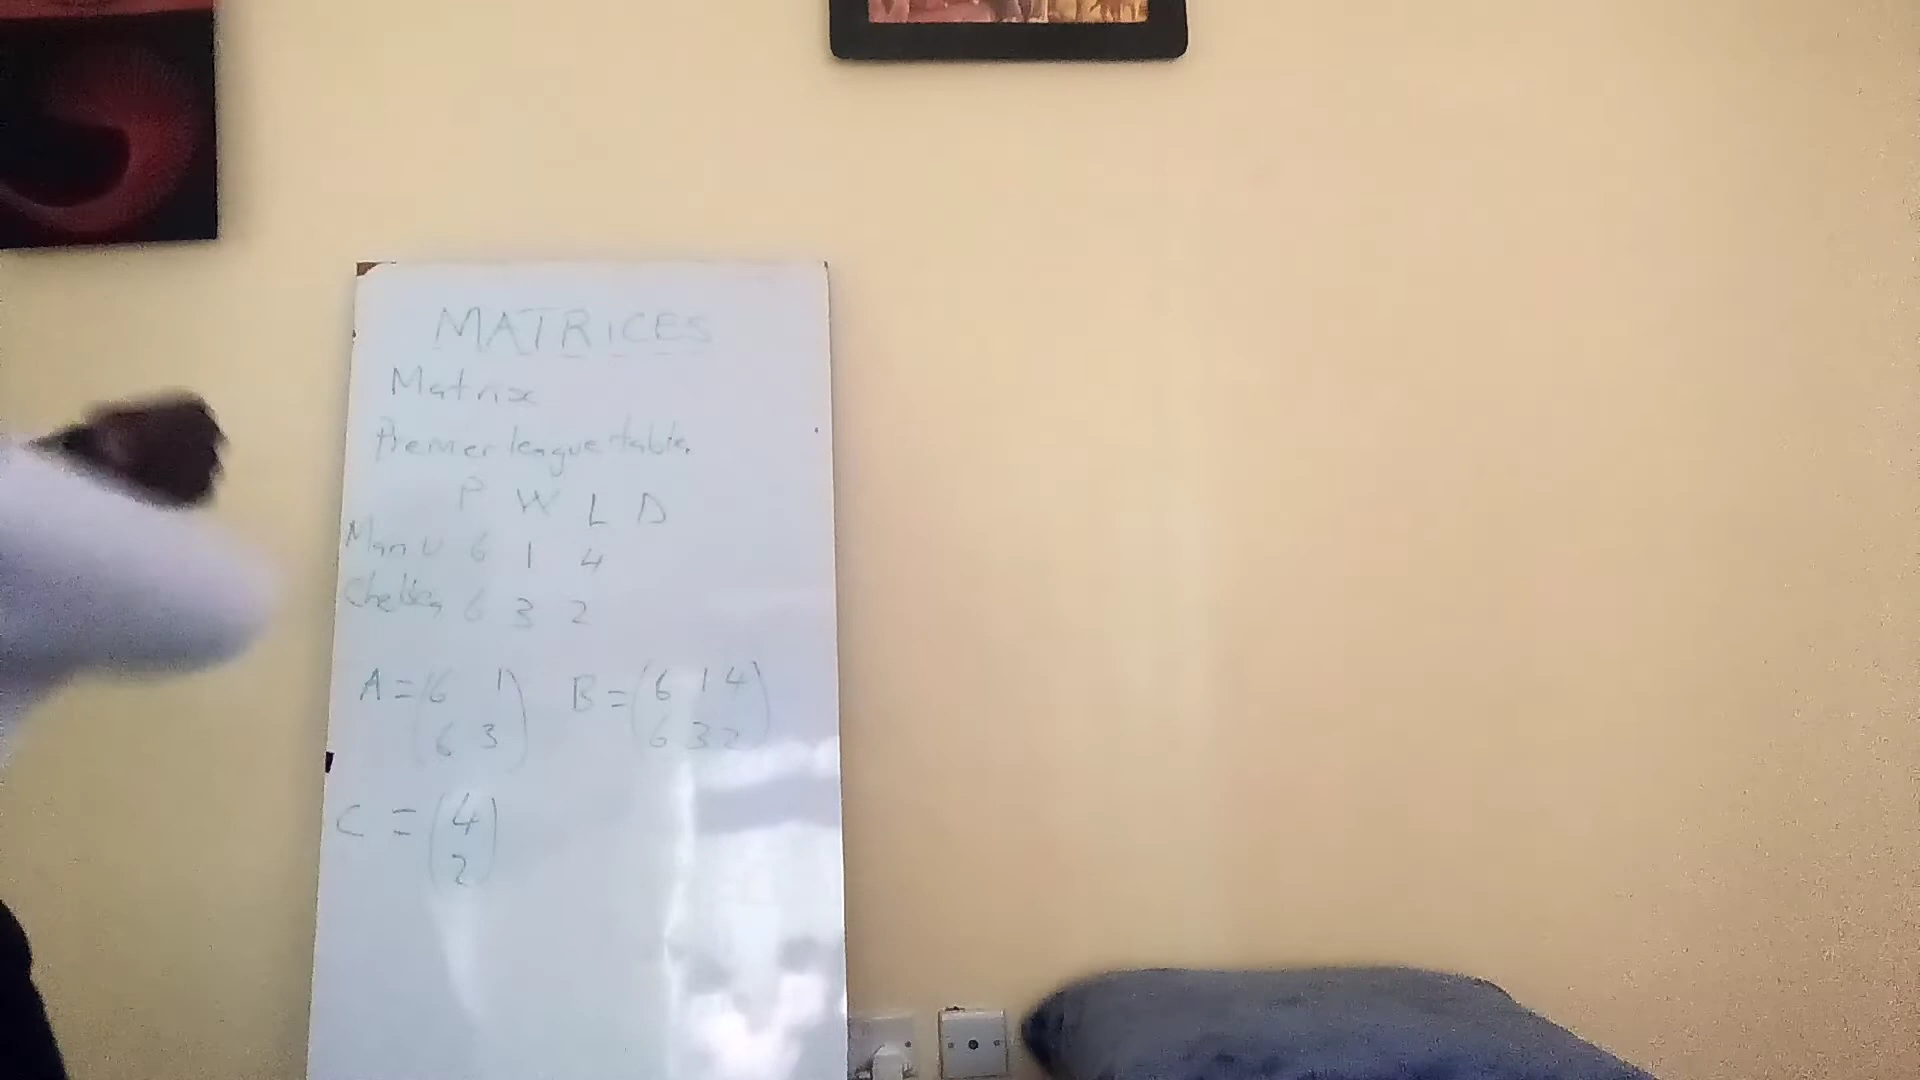 MATRICES
Matrix
Premier league table
P W L D
Man U 6 1 4
Chelsea 6 3 2
A = (6 1 B = (6 1 4)
6 3) 6 3 2
C = (4
2)